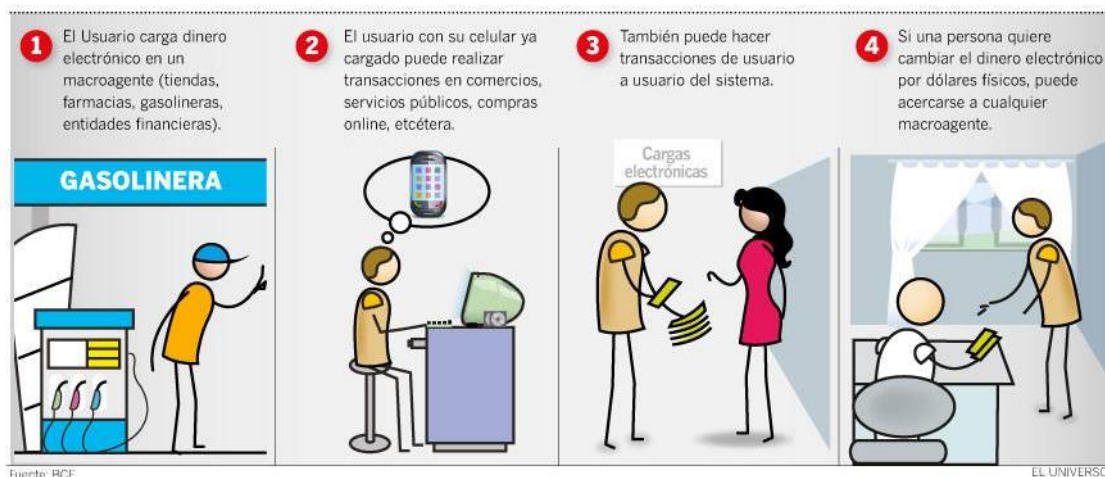 1
El Usuario carga dinero
electrónico en un
macroagente (tiendas,
farmacias, gasolineras,
entidades financieras).
2
El usuario con su celular ya
cargado puede realizar
transacciones en comercios,
servicios públicos, compras
online, etcétera.
3
También puede hacer
transacciones de usuario
a usuario del sistema.
4
Si una persona quiere
cambiar el dinero electrónico
por dólares físicos, puede
acercarse a cualquier
macroagente.
GASOLINERA
Cargas
electrónicas
Fuente: BCE
EL UNIVERSO